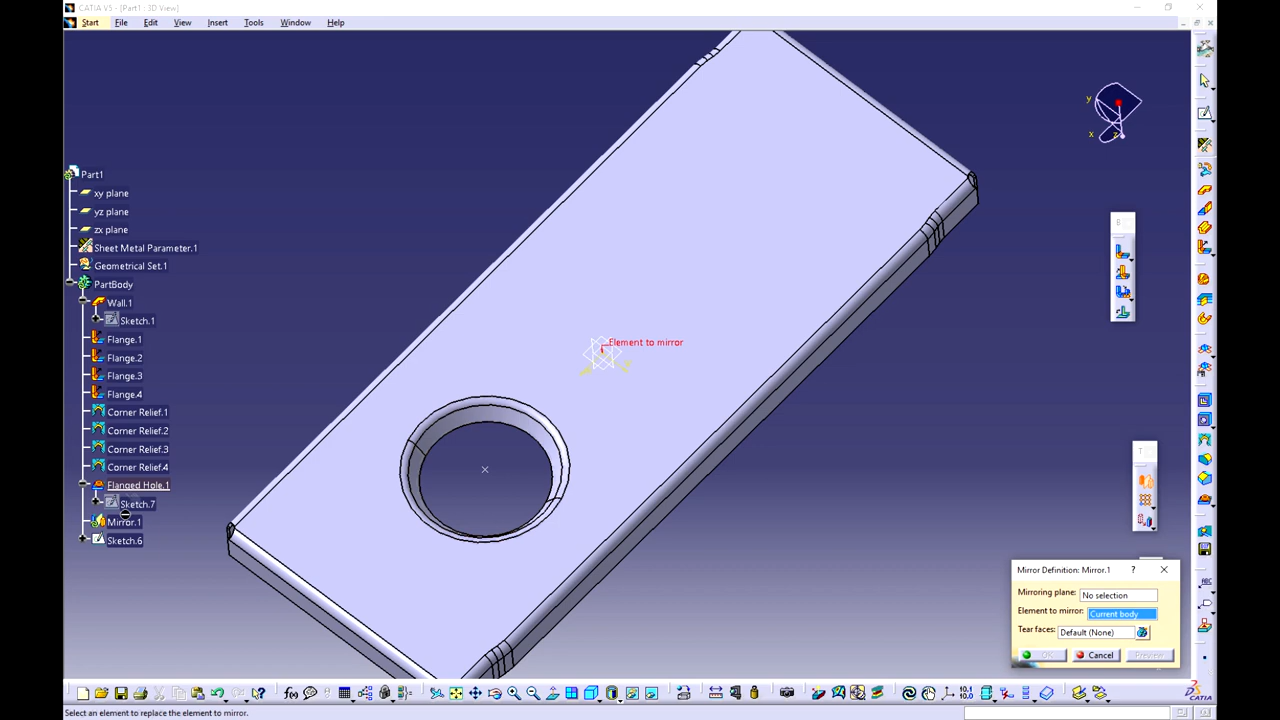 CATIA V5 - [Part1 : 3D View]
Start File Edit View Insert Tools Window Help
y
x z
Part1
xy plane
yz plane
zx plane
Sheet Metal Parameter.1
Geometrical Set.1
PartBody
Wall.1
Sketch.1
Flange.1
Flange.2
Flange.3
Flange.4
Corner Relief.1
Corner Relief.2
Corner Relief.3
Corner Relief.4
Flanged Hole.1
Sketch.7
Mirror.1
Sketch.6
Element to mirror
B
T
Mirror Definition: Mirror.1 ?
Mirroring plane: No selection
Element to mirror: Current body
Tear faces: Default (None)
OK Cancel Preview
f(x) 10.1
ABC
CATIA
Select an element to replace the element to mirror.